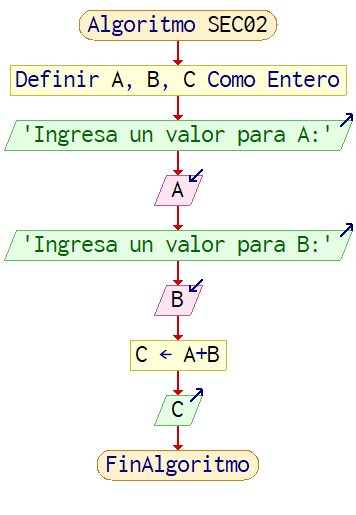 Algoritmo SEC02
Definir A, B, C Como Entero
'Ingresa un valor para A:'
A
'Ingresa un valor para B:'
B
C ← A+B
C
FinAlgoritmo